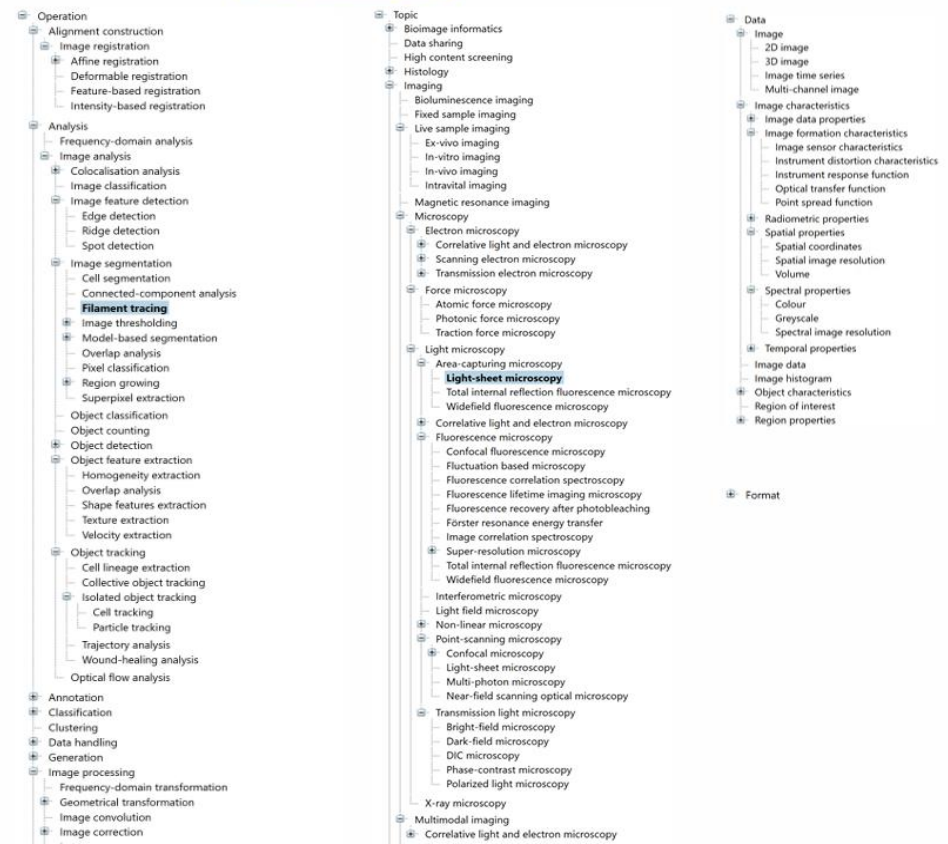 Operation
Alignment construction
Image registration
Affine registration
Deformable registration
Feature-based registration
Intensity-based registration
Analysis
Frequency-domain analysis
Image analysis
Colocalisation analysis
Image classification
Image feature detection
Edge detection
Ridge detection
Spot detection
Image segmentation
Cell segmentation
Connected-component analysis
Filament tracing
Image thresholding
Model-based segmentation
Overlap analysis
Pixel classification
Region growing
Superpixel extraction
Object classification
Object counting
Object detection
Object feature extraction
Homogeneity extraction
Overlap analysis
Shape features extraction
Texture extraction
Velocity extraction
Object tracking
Cell lineage extraction
Collective object tracking
Isolated object tracking
Cell tracking
Particle tracking
Trajectory analysis
Wound-healing analysis
Optical flow analysis
Annotation
Classification
Clustering
Data handling
Generation
Image processing
Frequency-domain transformation
Geometrical transformation
Image convolution
Image correction
Topic
Bioimage informatics
Data sharing
High content screening
Histology
Imaging
Bioluminescence imaging
Fixed sample imaging
Live sample imaging
Ex-vivo imaging
In-vitro imaging
In-vivo imaging
Intravital imaging
Magnetic resonance imaging
Microscopy
Electron microscopy
Correlative light and electron microscopy
Scanning electron microscopy
Transmission electron microscopy
Force microscopy
Atomic force microscopy
Photonic force microscopy
Traction force microscopy
Light microscopy
Area-capturing microscopy
Light-sheet microscopy
Total internal reflection fluorescence microscopy
Widefield fluorescence microscopy
Correlative light and electron microscopy
Fluorescence microscopy
Confocal fluorescence microscopy
Fluctuation based microscopy
Fluorescence correlation spectroscopy
Fluorescence lifetime imaging microscopy
Fluorescence recovery after photobleaching
Förster resonance energy transfer
Image correlation spectroscopy
Super-resolution microscopy
Total internal reflection fluorescence microscopy
Widefield fluorescence microscopy
Interferometric microscopy
Light field microscopy
Non-linear microscopy
Point-scanning microscopy
Confocal microscopy
Light-sheet microscopy
Multi-photon microscopy
Near-field scanning optical microscopy
Transmission light microscopy
Bright-field microscopy
Dark-field microscopy
DIC microscopy
Phase-contrast microscopy
Polarized light microscopy
X-ray microscopy
Multimodal imaging
Correlative light and electron microscopy
Data
Image
2D image
3D image
Image time series
Multi-channel image
Image characteristics
Image data properties
Image formation characteristics
Image sensor characteristics
Instrument distortion characteristics
Instrument response function
Optical transfer function
Point spread function
Radiometric properties
Spatial properties
Spatial coordinates
Spatial image resolution
Volume
Spectral properties
Colour
Greyscale
Spectral image resolution
Temporal properties
Image data
Image histogram
Object characteristics
Region of interest
Region properties
Format